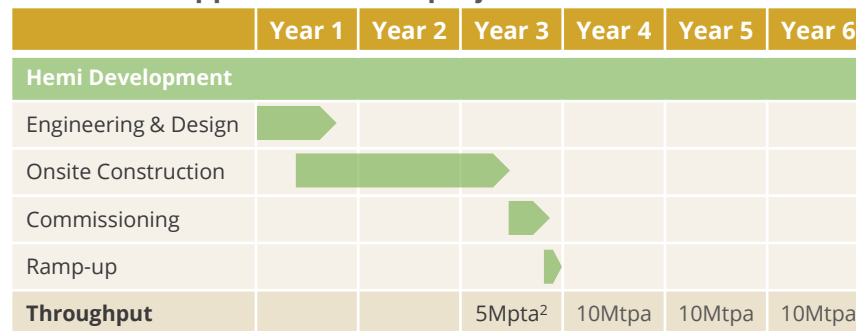 Year 1 Year 2 Year 3 Year 4 Year 5 Year 6
Hemi Development
Engineering & Design
Onsite Construction
Commissioning
Ramp-up
Throughput 5Mpta² 10Mtpa 10Mtpa 10Mtpa